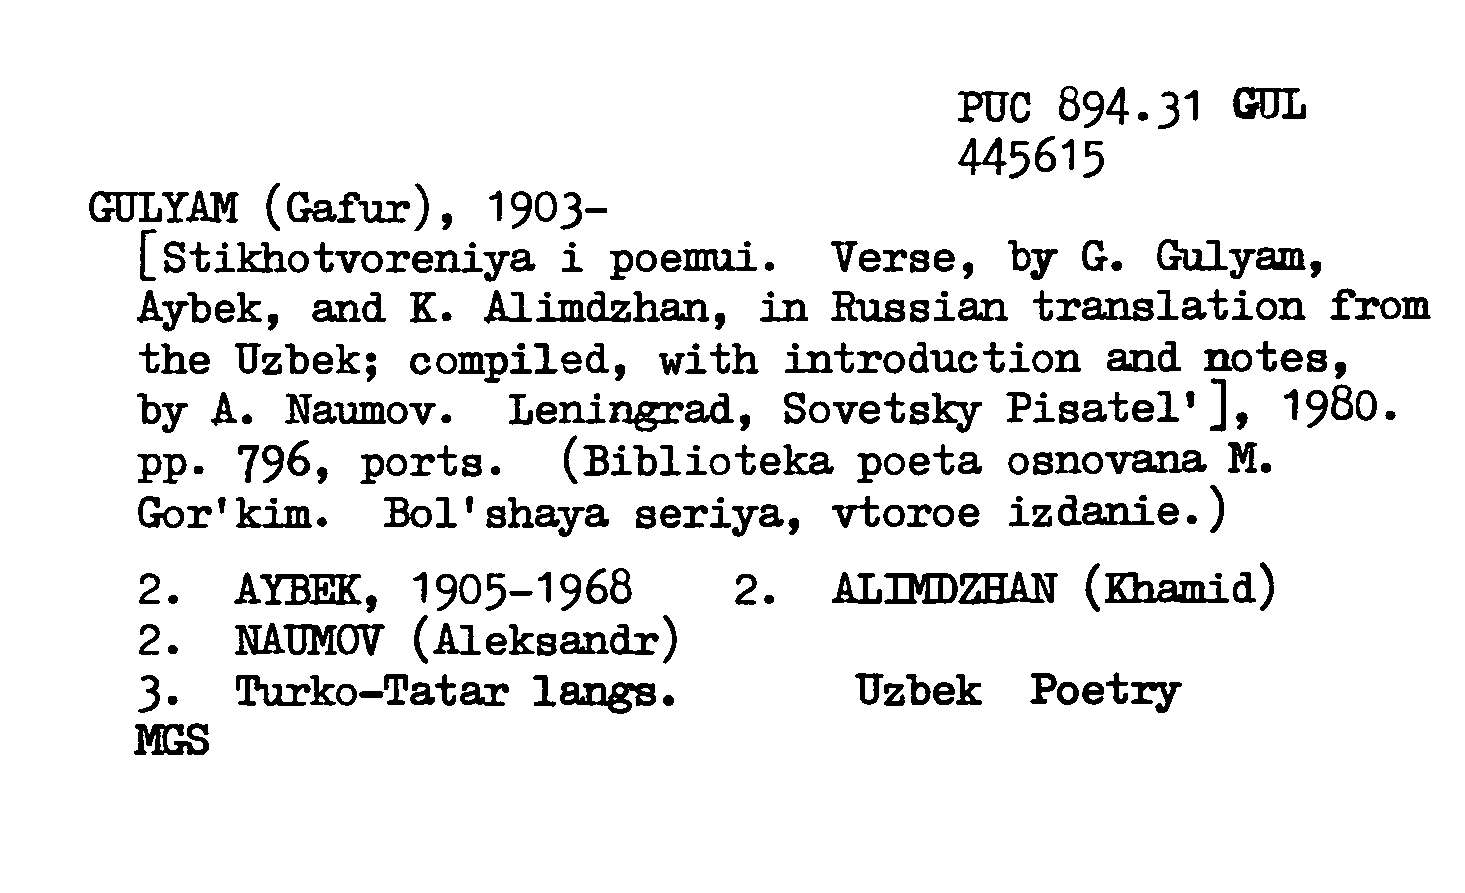 PUC 894.31 GUL
445615
GULYAM (Gafur), 1903-
[Stikhotvoreniya i poemui. Verse, by G. Gulyam,
Aybek, and K. Alimdzhan, in Russian translation from
the Uzbek; compiled, with introduction and notes,
by A. Naumov. Leningrad, Sovetsky Pisatel'], 1980.
pp. 796, ports. (Biblioteka poeta osnovana M.
Gor'kim. Bol'shaya seriya, vtoroe izdanie.)
2. AYBEK, 1905-1968 2. ALIMDZHAN (Khamid)
2. NAUMOV (Aleksandr)
3. Turko-Tatar langs. Uzbek Poetry
MGS